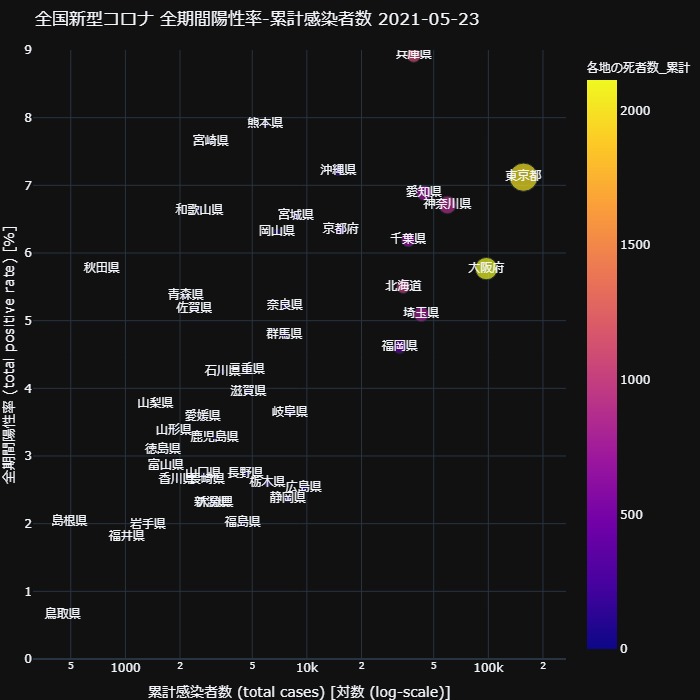 全国新型コロナ 全期間陽性率-累計感染者数 2021-05-23
各地の死者数_累計
9
兵庫県
8
熊本県
宮崎県
沖縄県
東京都
7
愛知県
神奈川県
和歌山県
宮城県
京都府
岡山県
千葉県
6
秋田県
大阪府
北海道
青森県
奈良県
佐賀県
埼玉県
5
群馬県
福岡県
石川県
三重県
4
滋賀県
山梨県
岐阜県
愛媛県
山形県
鹿児島県
徳島県
3
富山県
山口県
長野県
香川県
長崎県
栃木県
広島県
静岡県
島根県
岩手県
福島県
2
福井県
1
鳥取県
0
全期間陽性率 (total positive rate) [%]
5
1000
2
5
10k
2
5
100k
2
累計感染者数 (total cases) [対数 (log-scale)]
2000
1500
1000
500
0